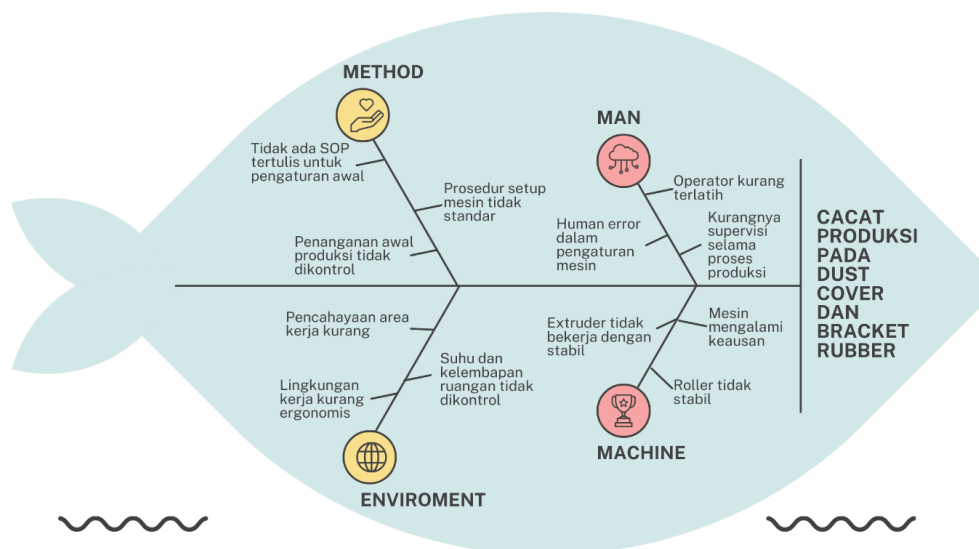 METHOD
Tidak ada SOP
tertulis untuk
pengaturan awal
Prosedur setup
mesin tidak
standar
Penanganan awal
produksi tidak
dikontrol
MAN
Operator kurang
terlatih
Human error
dalam
pengaturan
mesin
Kurangnya
supervisi
selama
proses
produksi
CACAT
PRODUKSI
PADA
DUST
COVER
DAN
BRACKET
RUBBER
Pencahayaan area
kerja kurang
Suhu dan
kelembapan
ruangan tidak
dikontrol
Lingkungan
kerja kurang
ergonomis
ENVIROMENT
Extruder tidak
bekerja dengan
stabil
Mesin
mengalami
keausan
Roller tidak
stabil
MACHINE